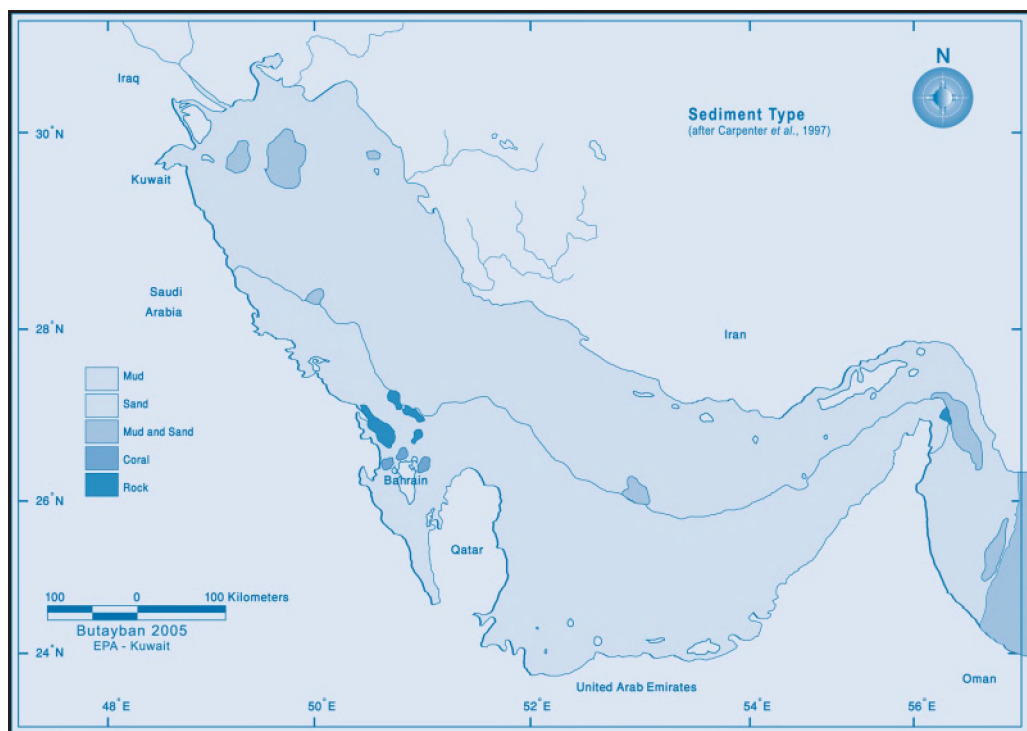 N
Iraq
Sediment Type
(after Carpenter et al., 1997)
30°N
Kuwait
Saudi
Arabia
28°N
Iran
Mud
Sand
Mud and Sand
Coral
Rock
Bahrain
26°N
Qatar
100 0 100 Kilometers
Butayban 2005
EPA - Kuwait
24°N
United Arab Emirates
Oman
48°E 50°E 52°E 54°E 56°E